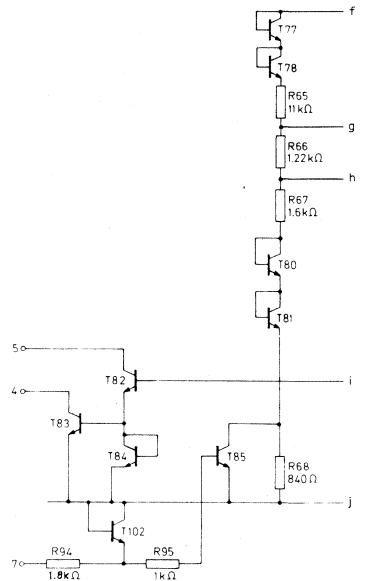 f
T77
T78
R65
11kΩ
g
R66
1.22kΩ
h
R67
1.6kΩ
T80
T81
5
T82
i
4
T83
T84
T85
R68
840Ω
j
T102
R94
R95
7
1.8kΩ
1kΩ